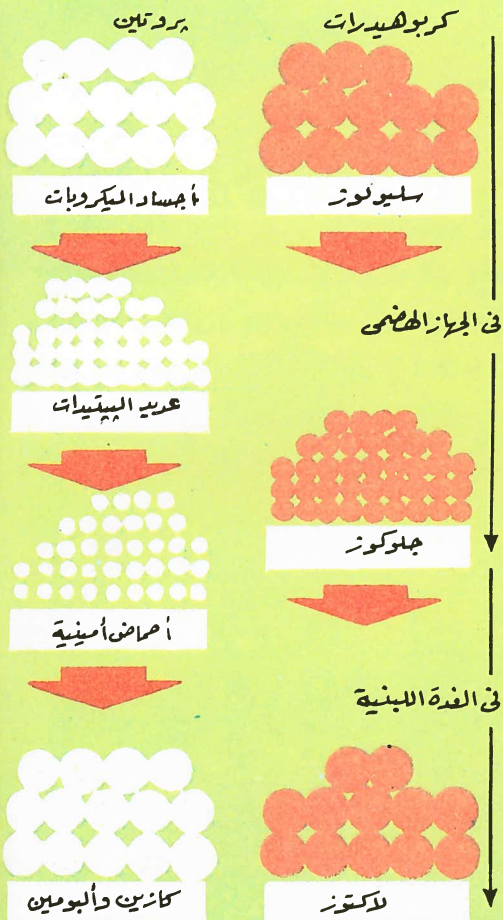 كربوهيدرات
بروتين
سليولوز
أجساد الميكروبات
فى الجهاز الهضمى
عديد الببتيدات
جلوكوز
أحماض أمينية
فى الغدة اللبنية
لاكتوز
كازين وألبومين